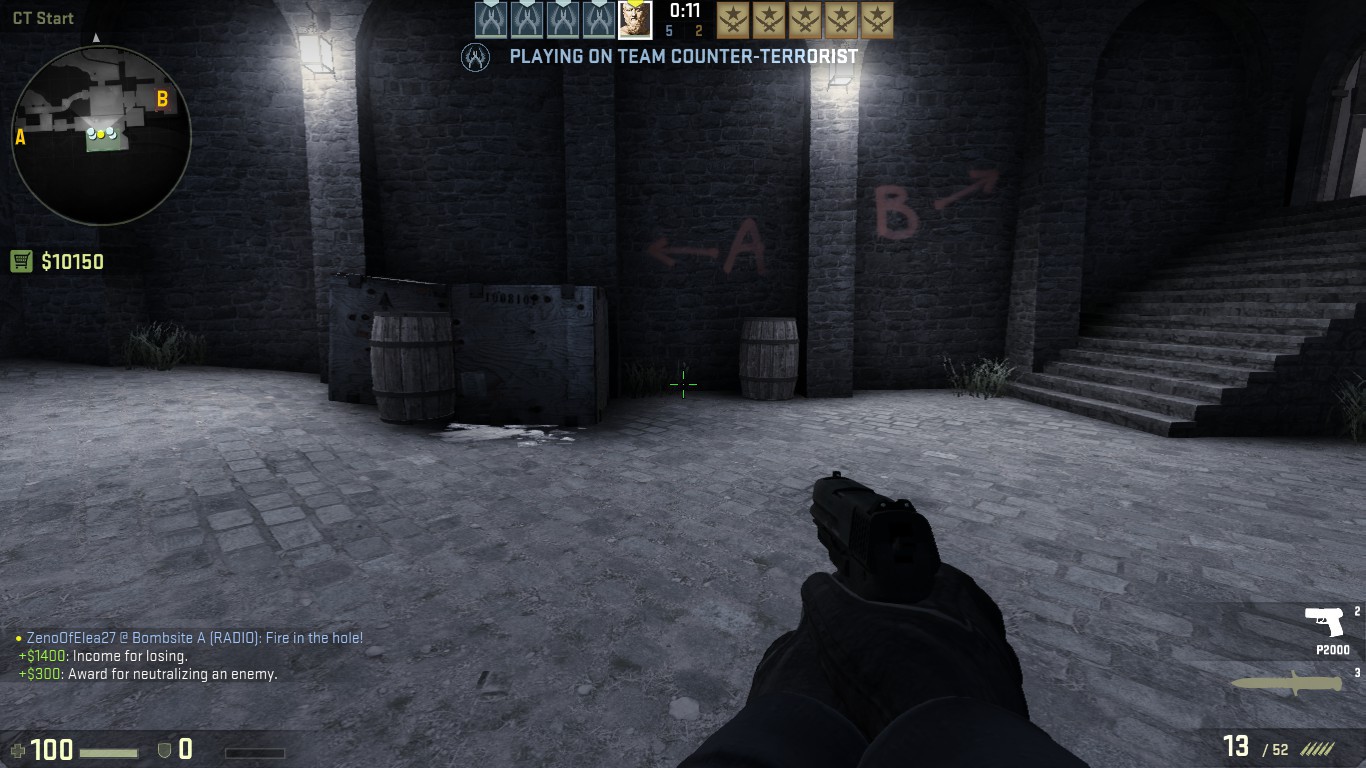 CT Start
0:11
5 2
PLAYING ON TEAM COUNTER-TERRORIST
B
A
B
A
$10150
ZenoOfElea27 @ Bombsite A (RADIO): Fire in the hole!
+$1400: Income for losing.
+$300: Award for neutralizing an enemy.
2
P2000
3
100 0
13 / 52